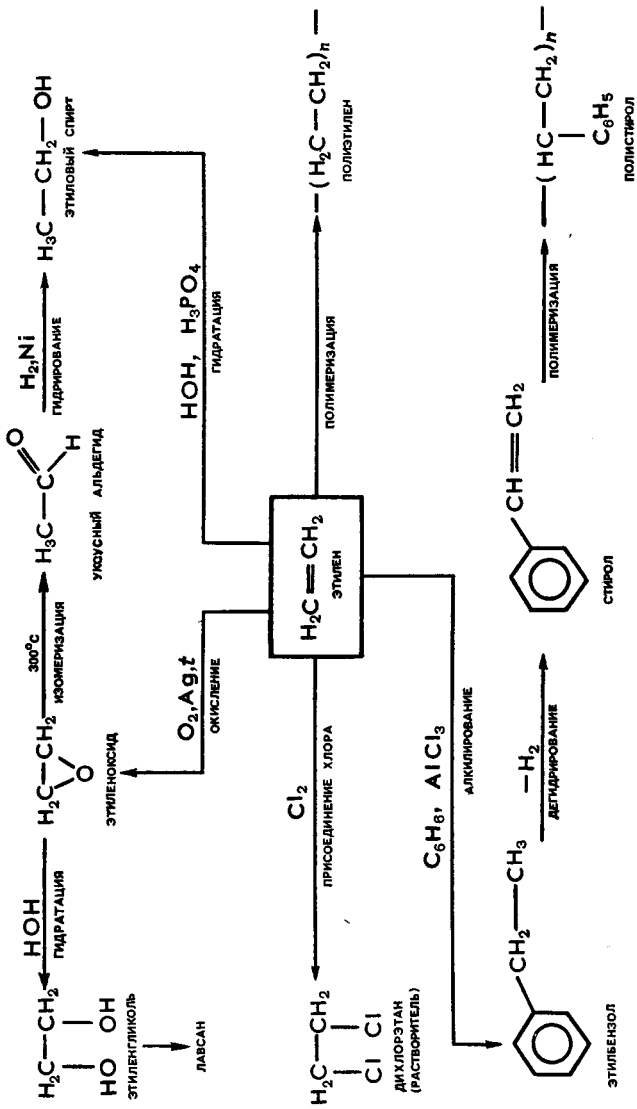 HOH
ГИДРАТАЦИЯ
H₂C—CH₂
HO OH
ЭТИЛЕНГЛИКОЛЬ
ЛАВСАН
H₂C—CH₂
O
ЭТИЛЕНОКСИД
300°C
ИЗОМЕРИЗАЦИЯ
H₃C—C
O
H
УКСУСНЫЙ АЛЬДЕГИД
H₂,Ni
ГИДРИРОВАНИЕ
H₃C—CH₂—OH
ЭТИЛОВЫЙ СПИРТ
O₂,Ag,t
ОКИСЛЕНИЕ
HOH, H₃PO₄
ГИДРАТАЦИЯ
H₂C=CH₂
ЭТИЛЕН
Cl₂
ПРИСОЕДИНЕНИЕ ХЛОРА
H₂C—CH₂
Cl Cl
ДИХЛОРЭТАН
(РАСТВОРИТЕЛЬ)
ПОЛИМЕРИЗАЦИЯ
—(H₂C—CH₂)n—
ПОЛИЭТИЛЕН
C₆H₆, AlCl₃
АЛКИЛИРОВАНИЕ
CH₂—CH₃
ЭТИЛБЕНЗОЛ
—H₂
ДЕГИДРИРОВАНИЕ
CH=CH₂
СТИРОЛ
ПОЛИМЕРИЗАЦИЯ
—(HC—CH₂)n—
C₆H₅
ПОЛИСТИРОЛ